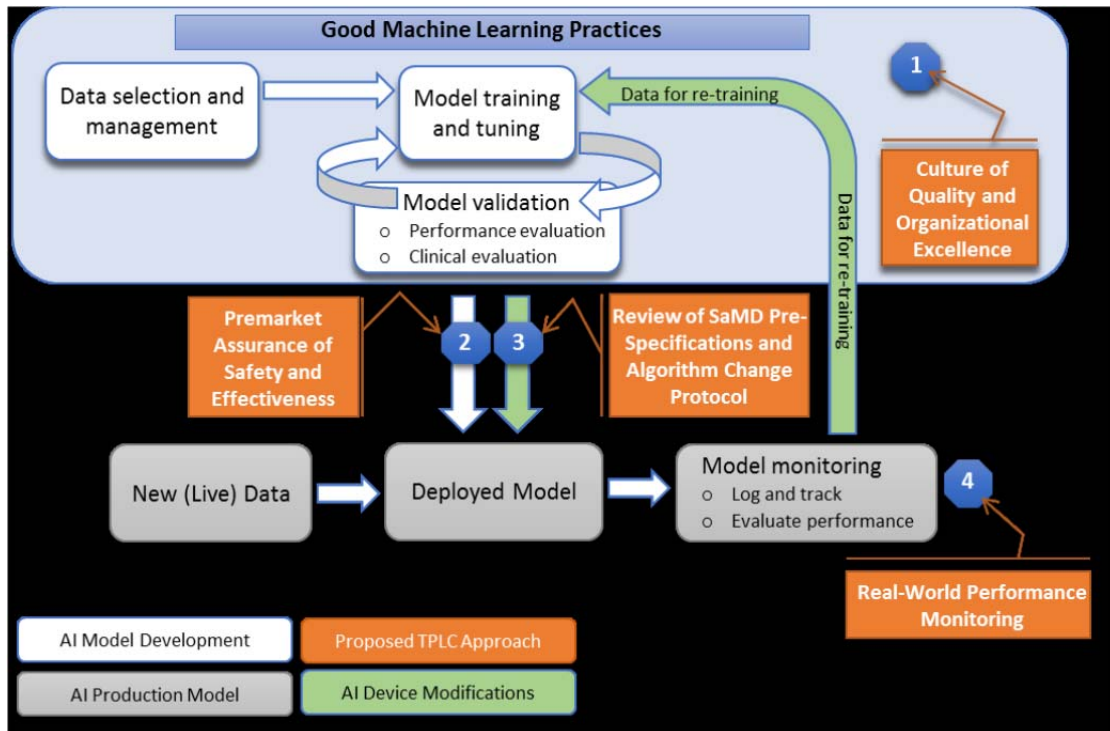 Good Machine Learning Practices
Data selection and
management
Model training
and tuning
Data for re-training
1
Culture of
Quality and
Organizational
Excellence
Model validation
o Performance evaluation
o Clinical evaluation
Data for re-training
Premarket
Assurance of
Safety and
Effectiveness
2
3
Review of SaMD Pre-
Specifications and
Algorithm Change
Protocol
New (Live) Data
Deployed Model
Model monitoring
o Log and track
o Evaluate performance
4
Real-World Performance
Monitoring
AI Model Development
Proposed TPLC Approach
AI Production Model
AI Device Modifications